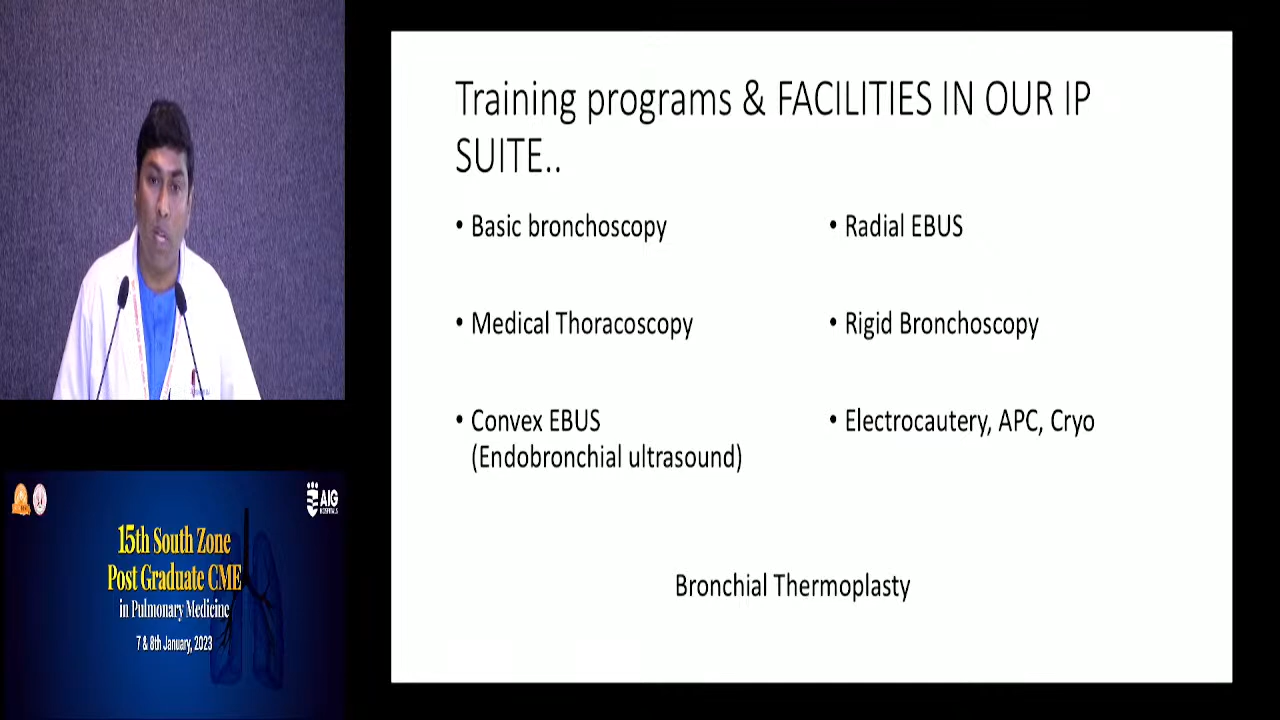 Training programs & FACILITIES IN OUR IP
SUITE..
• Basic bronchoscopy
• Medical Thoracoscopy
• Convex EBUS
(Endobronchial ultrasound)
• Radial EBUS
• Rigid Bronchoscopy
• Electrocautery, APC, Cryo
Bronchial Thermoplasty
AIG
HOSPITALS
15th South Zone
Post Graduate CME
in Pulmonary Medicine
7 & 8th January, 2023